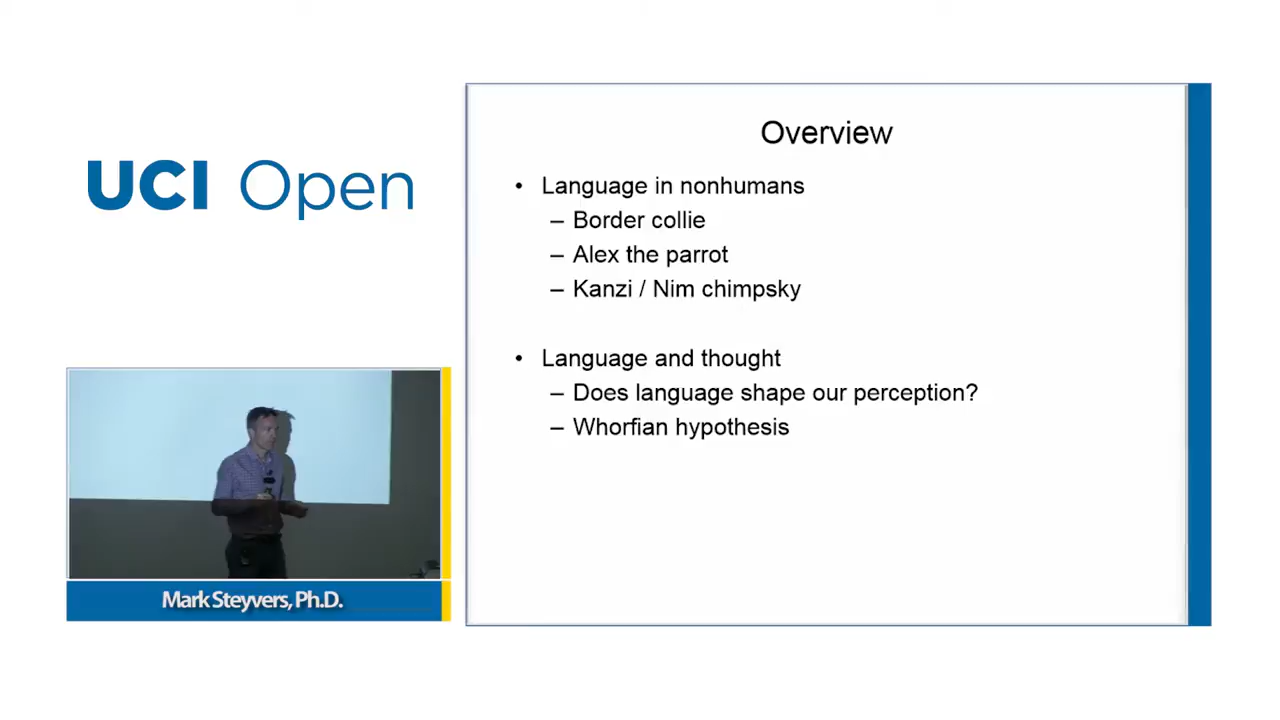 UCI Open
Mark Steyvers, Ph.D.
Overview
• Language in nonhumans
– Border collie
– Alex the parrot
– Kanzi / Nim chimpsky
• Language and thought
– Does language shape our perception?
– Whorfian hypothesis